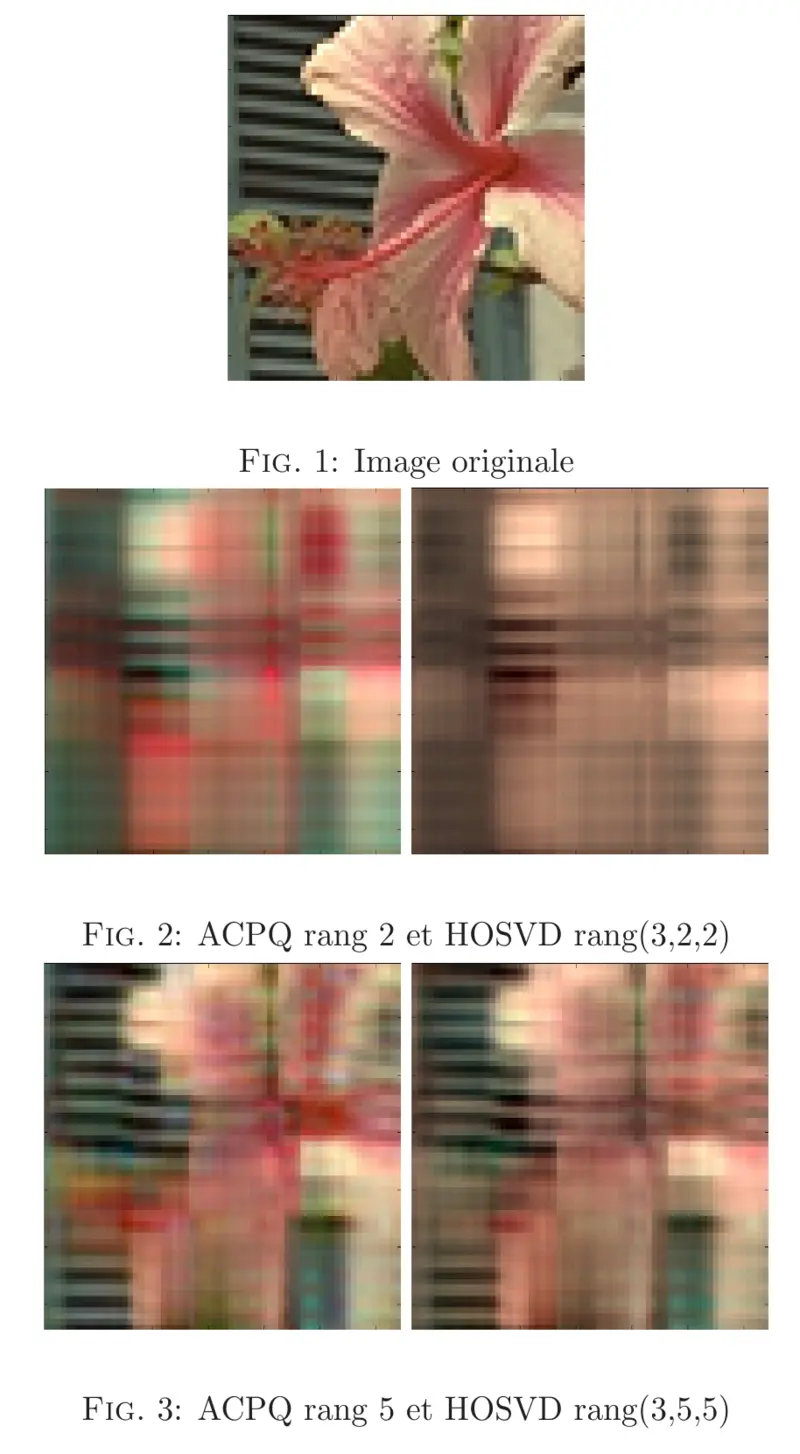 FIG. 1: Image originale
FIG. 2: ACPQ rang 2 et HOSVD rang(3,2,2)
FIG. 3: ACPQ rang 5 et HOSVD rang(3,5,5)